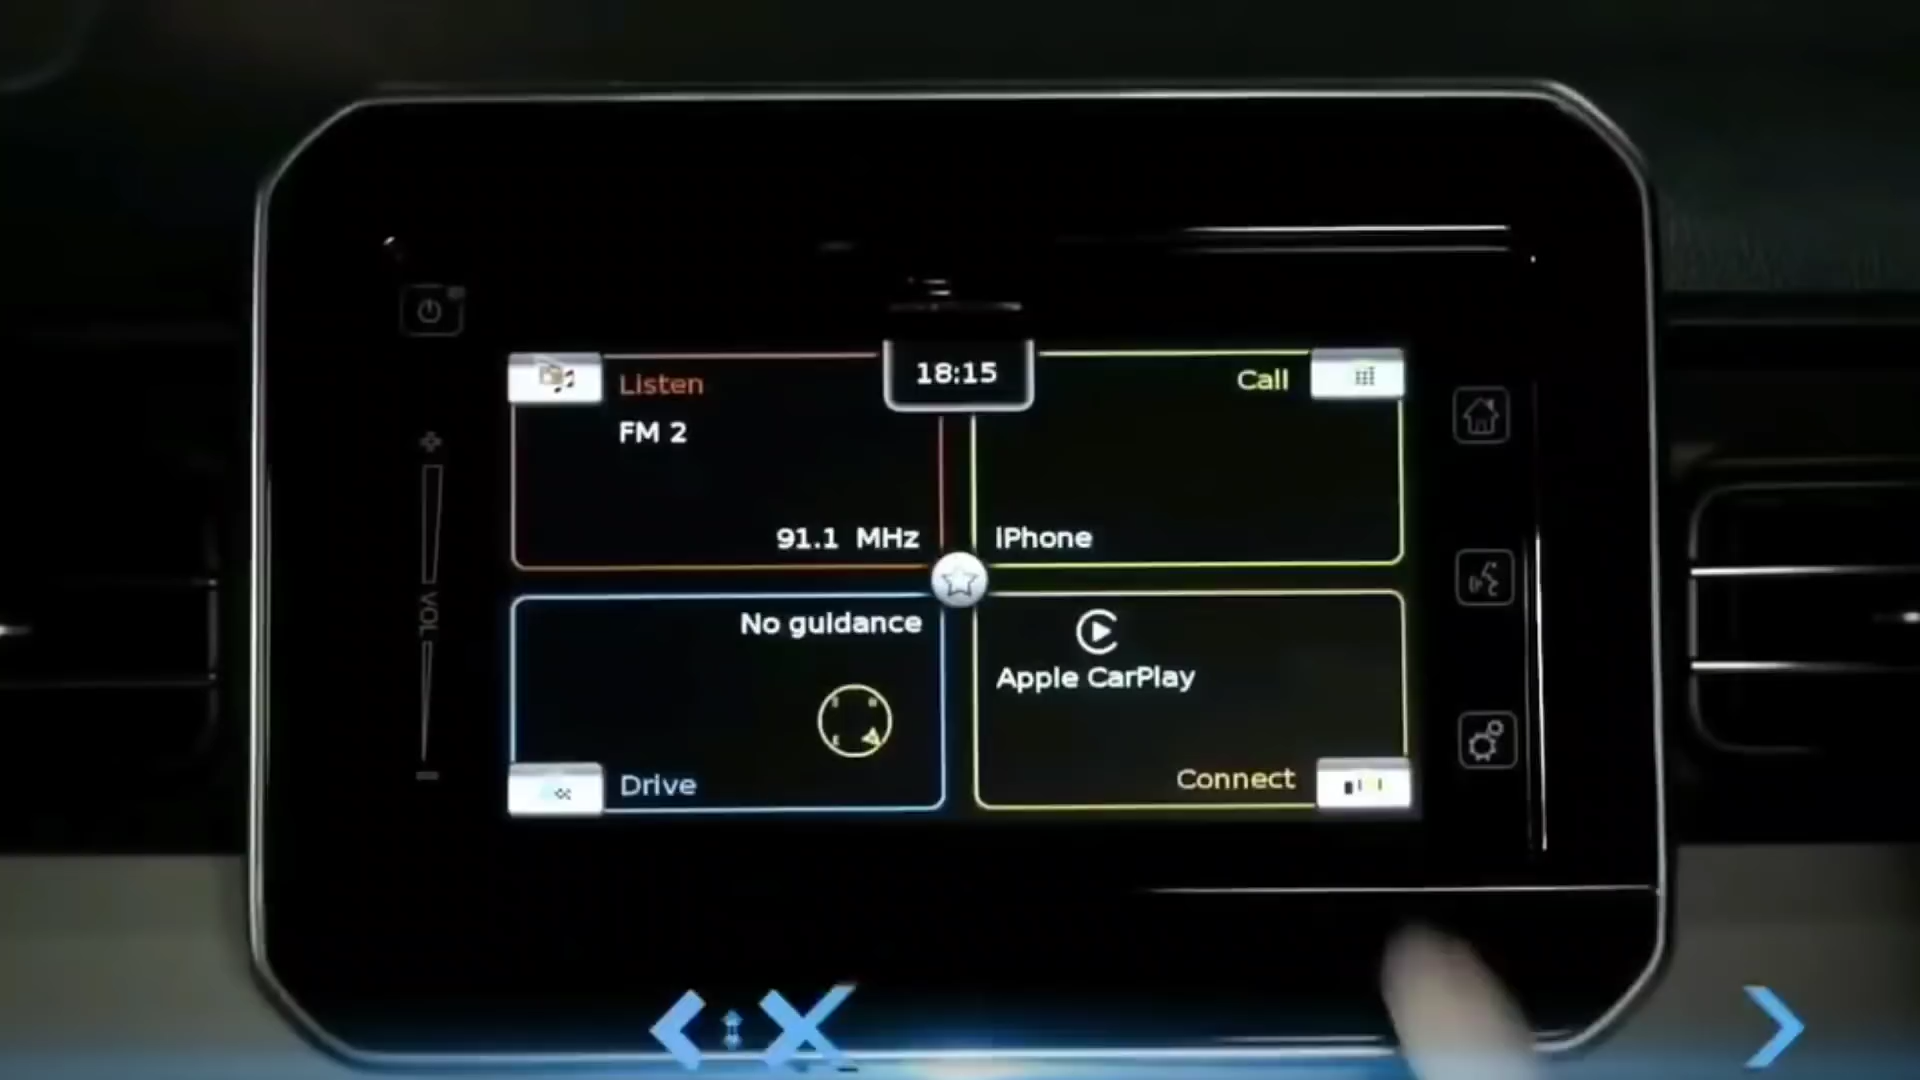 18:15
Listen
FM 2
91.1 MHz
Call
iPhone
VOL
No guidance
Drive
Apple CarPlay
Connect